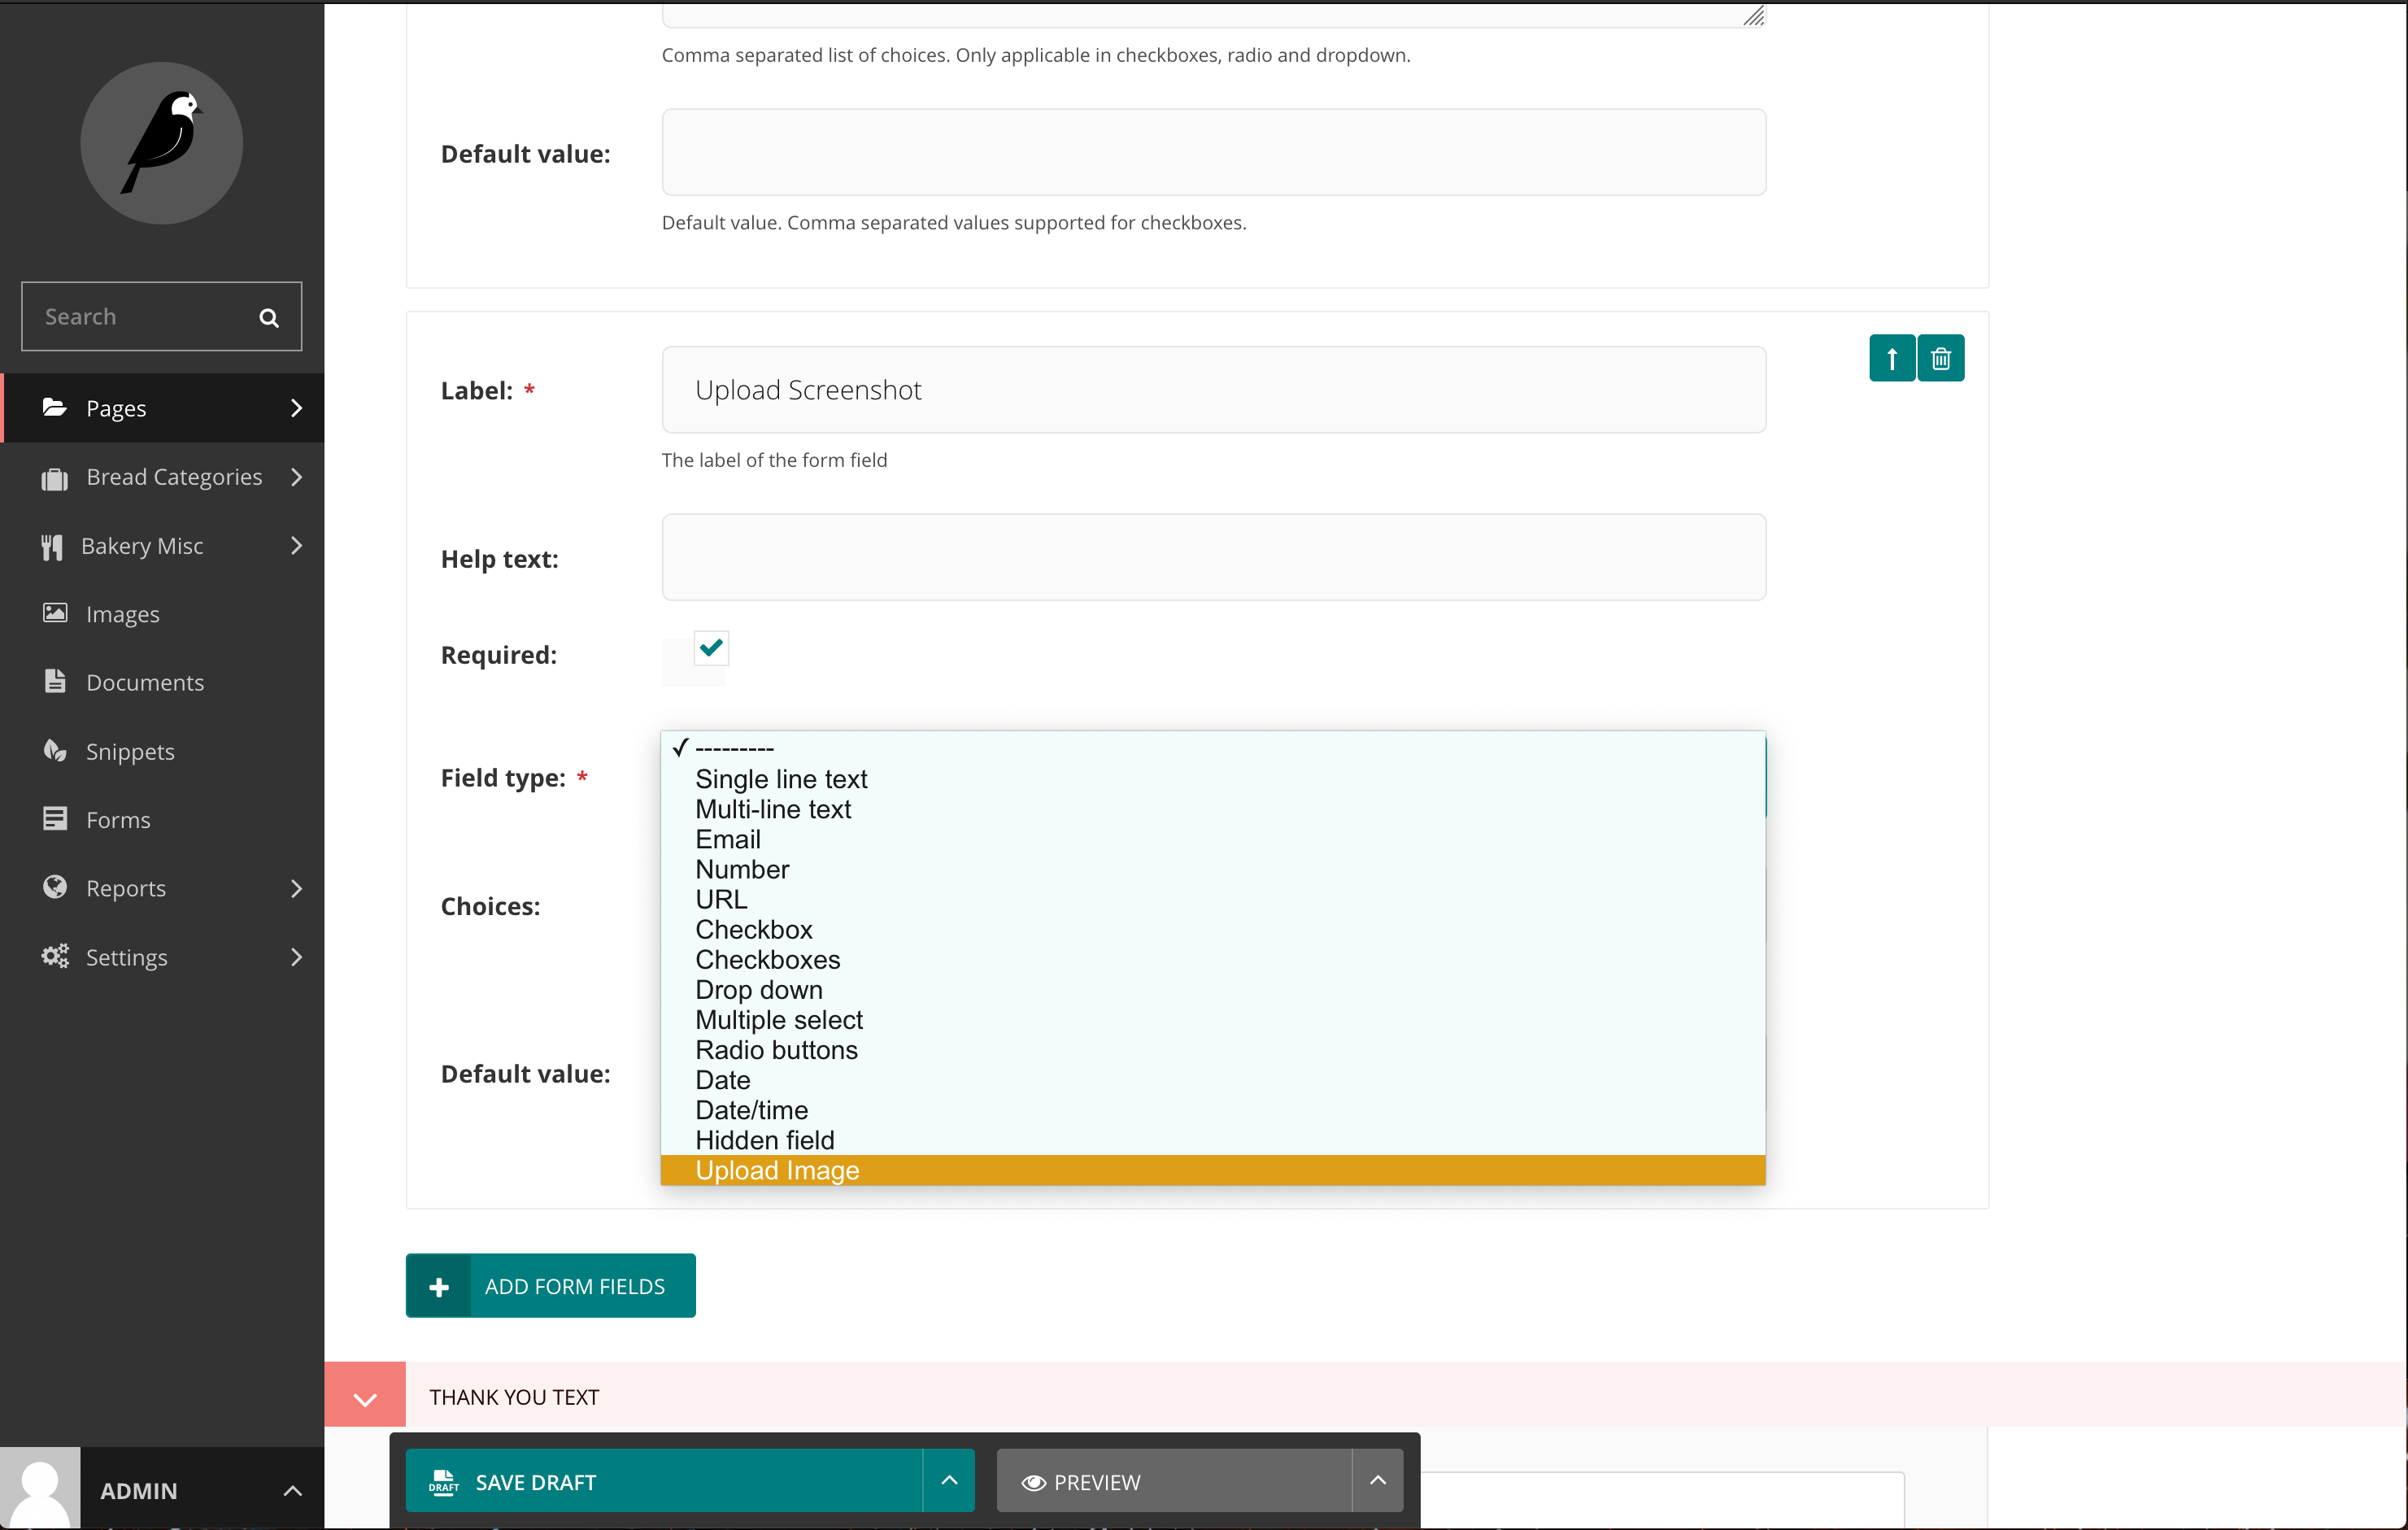 Comma separated list of choices. Only applicable in checkboxes, radio and dropdown.
Default value:
Default value. Comma separated values supported for checkboxes.
Search
Pages
Bread Categories
Bakery Misc
Images
Documents
Snippets
Forms
Reports
Settings
ADMIN
Label: *
Upload Screenshot
The label of the form field
Help text:
Required:
Field type: *
---------
Single line text
Multi-line text
Email
Number
URL
Checkbox
Checkboxes
Drop down
Multiple select
Radio buttons
Date
Date/time
Hidden field
Upload Image
Choices:
Default value:
ADD FORM FIELDS
THANK YOU TEXT
DRAFT SAVE DRAFT
PREVIEW